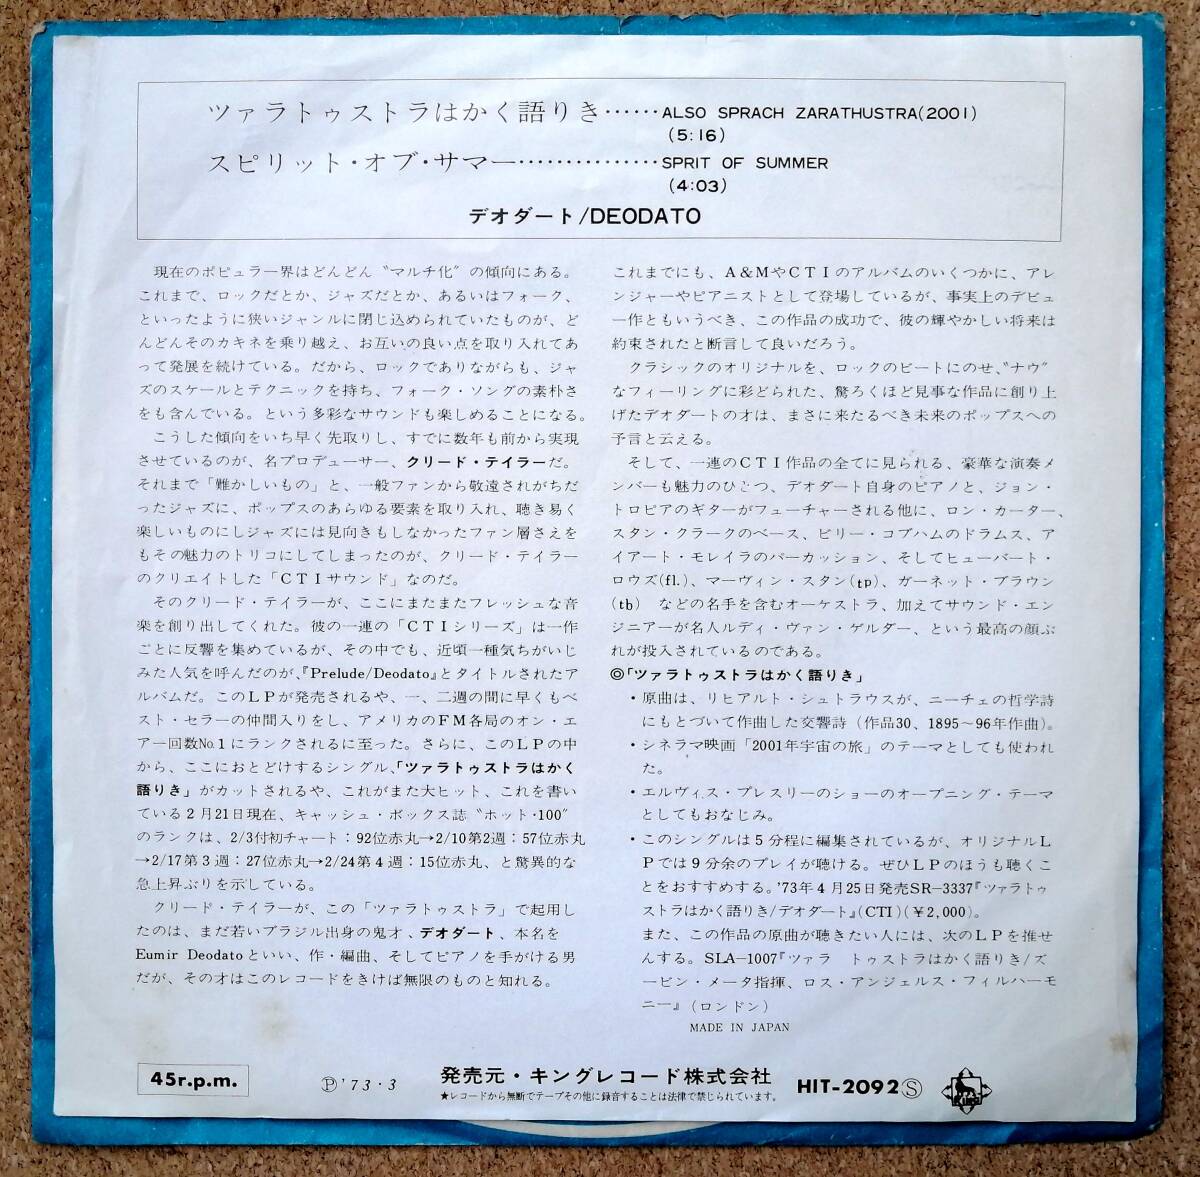 ツァラトゥストラはかく語りき……ALSO SPRACH ZARATHUSTRA(2001)
(5:16)
スピリット・オブ・サマー……………SPRIT OF SUMMER
(4:03)
デオダート/DEODATO
現在のポピュラー界はどんどん〝マルチ化〟の傾向にある。
これまで、ロックだとか、ジャズだとか、あるいはフォーク、
といったように狭いジャンルに閉じ込められていたものが、ど
んどんそのカキネを乗り越え、お互いの良い点を取り入れてあ
って発展を続けている。だから、ロックでありながらも、ジャ
ズのスケールとテクニックを持ち、フォーク・ソングの素朴さ
をも含んでいる。という多彩なサウンドも楽しめることになる。
こうした傾向をいち早く先取りし、すでに数年も前から実現
させているのが、名プロデューサー、クリード・テイラーだ。
それまで「難かしいもの」と、一般ファンから敬遠されがちだ
ったジャズに、ポップスのあらゆる要素を取り入れ、聴き易く
楽しいものにしジャズには見向きもしなかったファン層さえを
もその魅力のトリコにしてしまったのが、クリード・テイラー
のクリエイトした「CTIサウンド」なのだ。
そのクリード・テイラーが、ここにまたまたフレッシュな音
楽を創り出してくれた。彼の一連の「CTIシリーズ」は一作
ごとに反響を集めているが、その中でも、近頃一種気ちがいじ
みた人気を呼んだのが、『Prelude/Deodato』とタイトルされたア
ルバムだ。このLPが発売されるや、一、二週の間に早くもベ
スト・セラーの仲間入りをし、アメリカのFM各局のオン・エ
アー回数No.1にランクされるに至った。さらに、このLPの中
から、ここにおとどけするシングル、「ツァラトゥストラはかく
語りき」がカットされるや、これがまた大ヒット、これを書い
ている2月21日現在、キャッシュ・ボックス誌〝ホット・100〟
のランクは、2/3付初チャート：92位赤丸→2/10第2週：57位赤丸
→2/17第3週：27位赤丸→2/24第4週：15位赤丸、と驚異的な
急上昇ぶりを示している。
クリード・テイラーが、この「ツァラトゥストラ」で起用し
たのは、まだ若いブラジル出身の鬼才、デオダート、本名を
Eumir Deodatoといい、作・編曲、そしてピアノを手がける男
だが、その才はこのレコードをきけば無限のものと知れる。
これまでにも、A&MやCTIのアルバムのいくつかに、アレ
ンジャーやピアニストとして登場しているが、事実上のデビュ
ー作ともいうべき、この作品の成功で、彼の輝やかしい将来は
約束されたと断言して良いだろう。
クラシックのオリジナルを、ロックのビートにのせ、〝ナウ〟
なフィーリングに彩どられた、驚ろくほど見事な作品に創り上
げたデオダートの才は、まさに来たるべき未来のポップスへの
予言と云える。
そして、一連のCTI作品の全てに見られる、豪華な演奏メ
ンバーも魅力のひとつ、デオダート自身のピアノと、ジョン・
トロピアのギターがフューチャーされる他に、ロン・カーター、
スタン・クラークのベース、ビリー・コブハムのドラムス、ア
イアート・モレイラのパーカッション、そしてヒューバート・
ロウズ(fl.)、マーヴィン・スタン(tp)、ガーネット・ブラウン
(tb) などの名手を含むオーケストラ、加えてサウンド・エン
ジニアーが名人ルディ・ヴァン・ゲルダー、という最高の顔ぶ
れが投入されているのである。
◎「ツァラトゥストラはかく語りき」
・原曲は、リヒアルト・シュトラウスが、ニーチェの哲学詩
にもとづいて作曲した交響詩（作品30、1895～96年作曲）。
・シネラマ映画「2001年宇宙の旅」のテーマとしても使われ
た。
・エルヴィス・プレスリーのショーのオープニング・テーマ
としてもおなじみ。
・このシングルは5分程に編集されているが、オリジナルL
Pでは9分余のプレイが聴ける。ぜひLPのほうも聴くこ
とをおすすめする。'73年4月25日発売SR-3337『ツァラトゥ
ストラはかく語りき/デオダート』(CTI)(¥2,000)。
また、この作品の原曲が聴きたい人には、次のLPを推せ
んする。SLA-1007『ツァラ トゥストラはかく語りき/ズ
ービン・メータ指揮、ロス・アンジェルス・フィルハーモ
ニー』(ロンドン)
MADE IN JAPAN
45r.p.m.
Ⓟ'73・3
発売元・キングレコード株式会社
★レコードから無断でテープその他に録音することは法律で禁じられています。
HIT-2092Ⓢ
KING